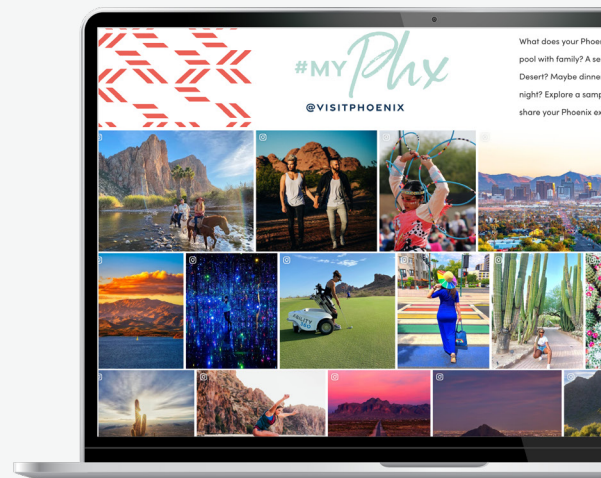 #MY Phx
@VISITPHOENIX
What does your Phoe
pool with family? A se
Desert? Maybe dinne
night? Explore a samp
share your Phoenix ex